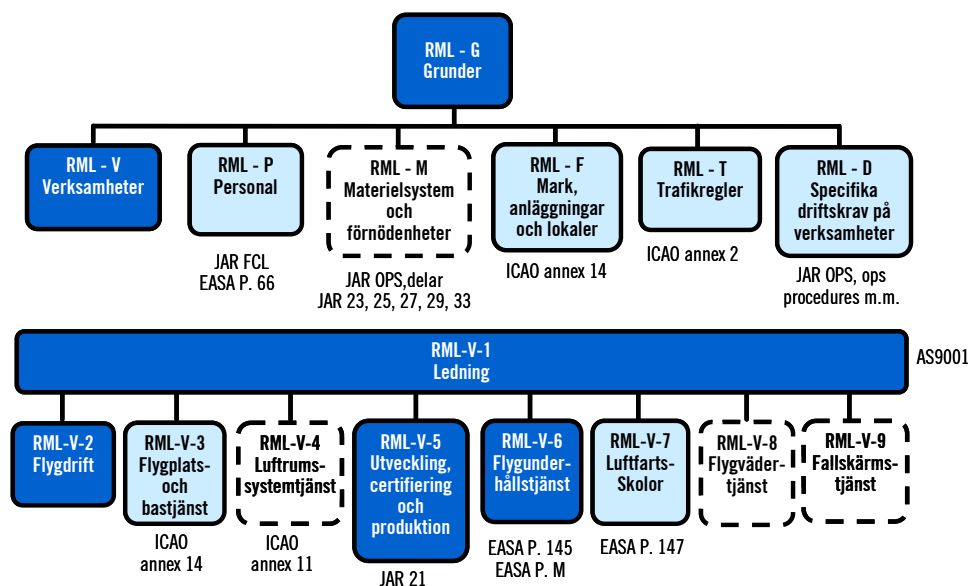 RML - G
Grunder
RML - V
Verksamheter
RML - P
Personal
JAR FCL
EASA P. 66
RML - M
Materielsystem
och
förnödenheter
JAR OPS,delar
JAR 23, 25, 27, 29, 33
RML - F
Mark,
anläggningar
och lokaler
ICAO annex 14
RML - T
Trafikregler
ICAO annex 2
RML - D
Specifika
driftskrav på
verksamheter
JAR OPS, ops
procedures m.m.
RML-V-1
Ledning
AS9001
RML-V-2
Flygdrift
RML-V-3
Flygplats-
och
bastjänst
ICAO
annex 14
RML-V-4
Luftrums-
systemtjänst
ICAO
annex 11
RML-V-5
Utveckling,
certifiering
och
produktion
JAR 21
RML-V-6
Flygunder-
hållstjänst
EASA P. 145
EASA P. M
RML-V-7
Luftfarts-
Skolor
EASA P. 147
RML-V-8
Flygväder-
tjänst
RML-V-9
Fallskärms-
tjänst